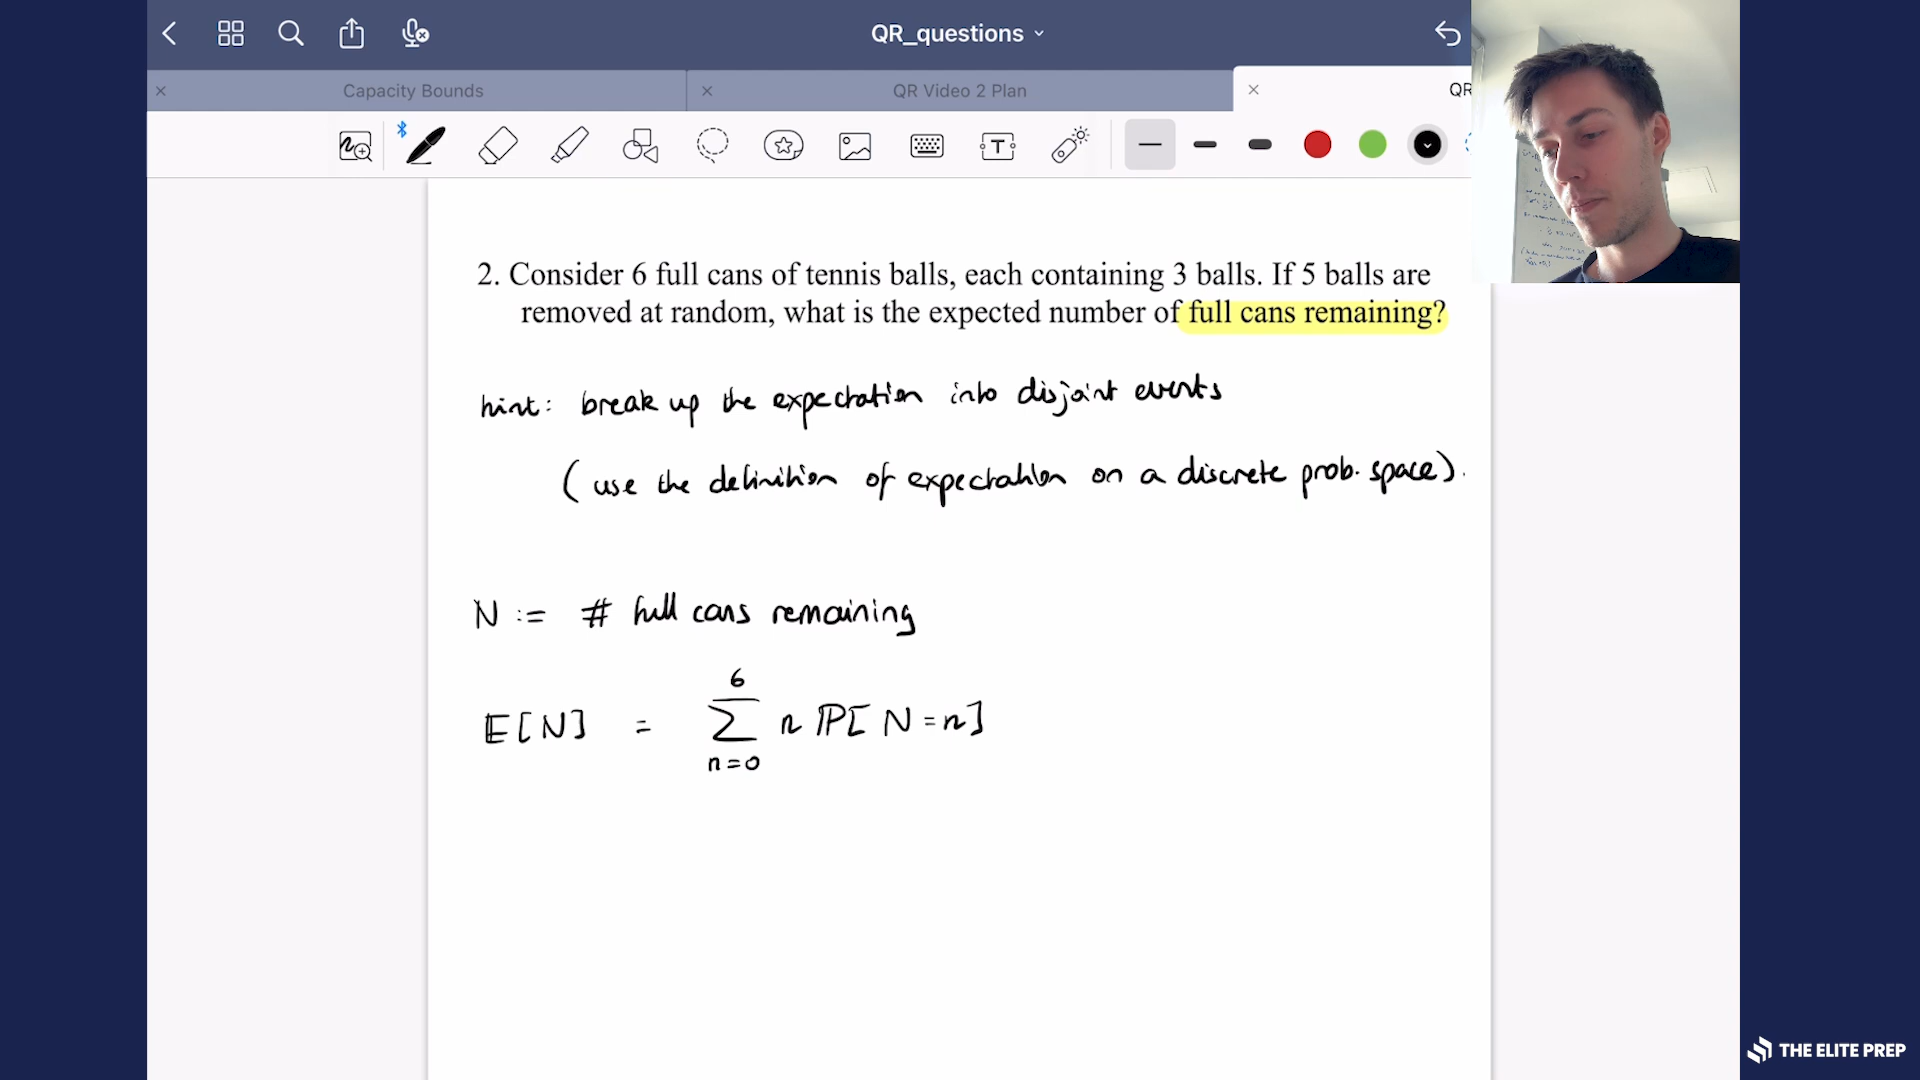 QR_questions
Capacity Bounds
QR Video 2 Plan
QR
T
2. Consider 6 full cans of tennis balls, each containing 3 balls. If 5 balls are
removed at random, what is the expected number of full cans remaining?
hint: break up the expectation into disjoint events
(use the definition of expectation on a discrete prob. space).
N := # full cans remaining
E[N] = ∑_{n=0}^{6} n P[N=n]
THE ELITE PREP